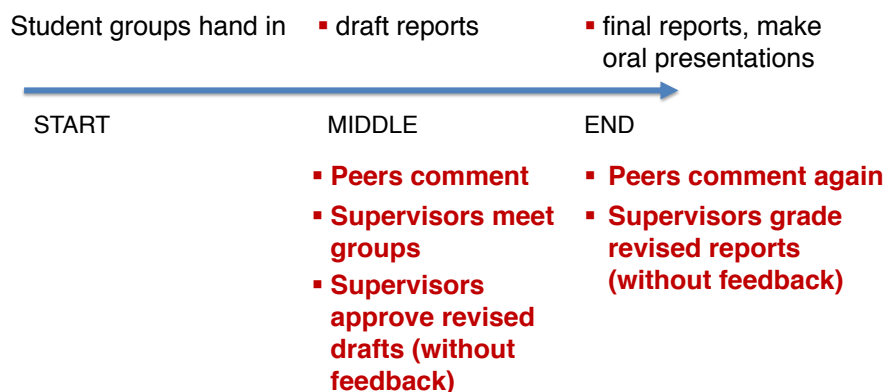 Student groups hand in
▪ draft reports
▪ final reports, make
oral presentations
START
MIDDLE
END
▪ Peers comment
▪ Supervisors meet
groups
▪ Supervisors
approve revised
drafts (without
feedback)
▪ Peers comment again
▪ Supervisors grade
revised reports
(without feedback)